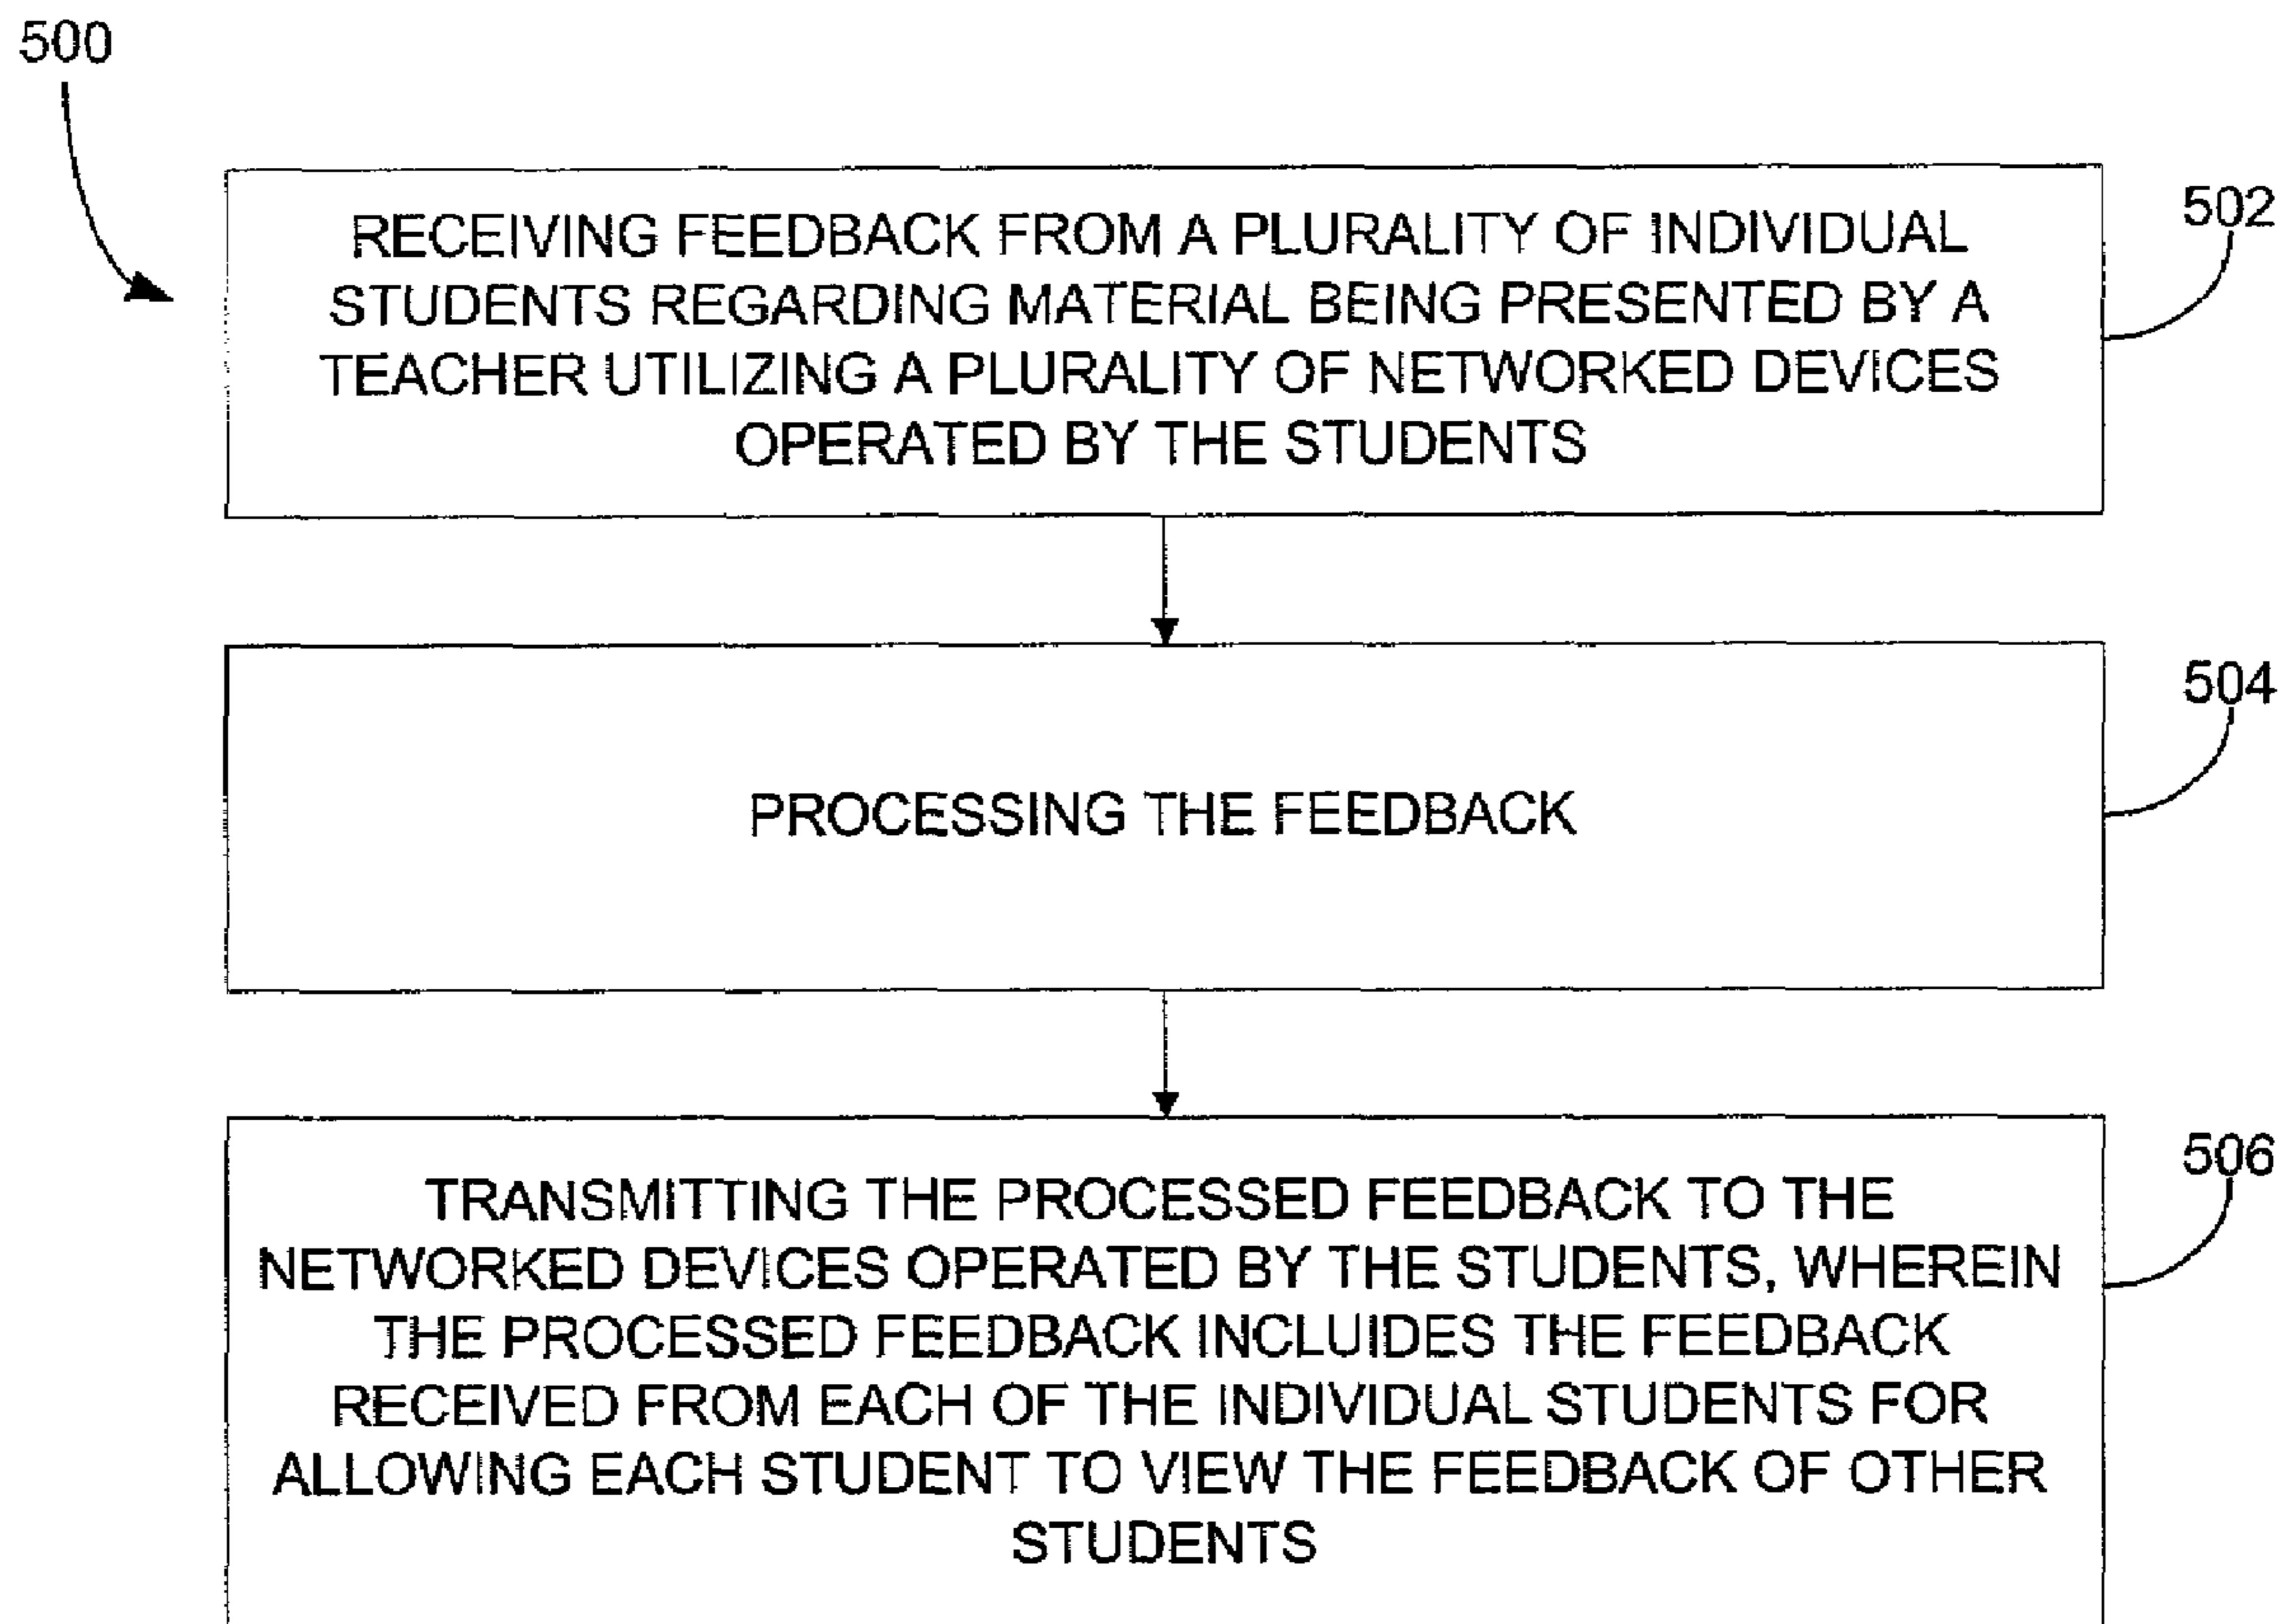 500
502
RECEIVING FEEDBACK FROM A PLURALITY OF INDIVIDUAL
STUDENTS REGARDING MATERIAL BEING PRESENTED BY A
TEACHER UTILIZING A PLURALITY OF NETWORKED DEVICES
OPERATED BY THE STUDENTS
504
PROCESSING THE FEEDBACK
506
TRANSMITTING THE PROCESSED FEEDBACK TO THE
NETWORKED DEVICES OPERATED BY THE STUDENTS, WHEREIN
THE PROCESSED FEEDBACK INCLUIDES THE FEEDBACK
RECEIVED FROM EACH OF THE INDIVIDUAL STUDENTS FOR
ALLOWING EACH STUDENT TO VIEW THE FEEDBACK OF OTHER
STUDENTS